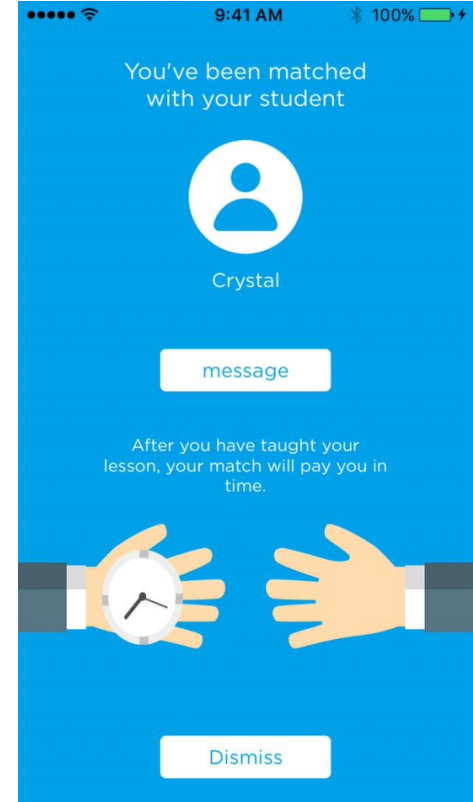 9:41 AM
100%
You've been matched
with your student
Crystal
message
After you have taught your
lesson, your match will pay you in
time.
Dismiss